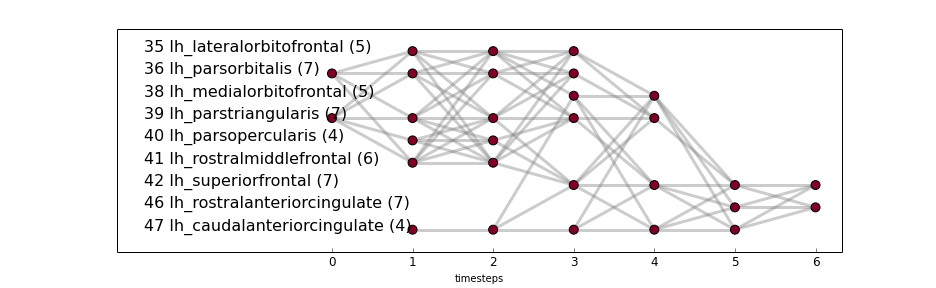 35 lh_lateralorbitofrontal (5)
36 lh_parsorbitalis (7)
38 lh_medialorbitofrontal (5)
39 lh_parstriangularis (7)
40 lh_parsopercularis (4)
41 lh_rostralmiddlefrontal (6)
42 lh_superiorfrontal (7)
46 lh_rostralanteriorcingulate (7)
47 lh_caudalanteriorcingulate (4)
0 1 2 3 4 5 6
timesteps